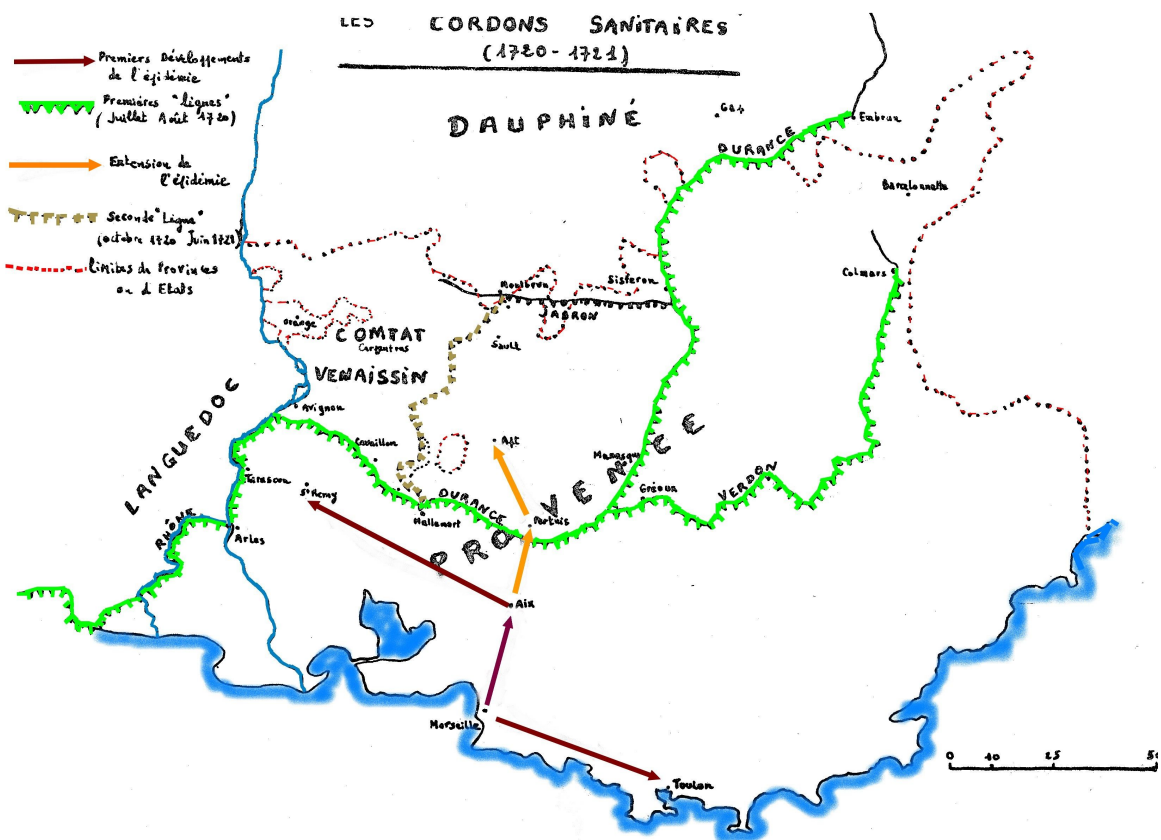 LES CORDONS SANITAIRES
(1720-1721)
Premiers Développements
de l'épidémie
Premières "lignes"
(Juillet Août 1720)
Extension de
l'épidémie
Seconde "Ligne"
(octobre 1720 Juin 1721)
limites de Provinces
ou d'Etats
DAUPHINÉ
Gap
Embrun
DURANCE
Barcelonnette
Colmars
Montbrun
Sisteron
JABRON
Orange
COMTAT
Carpentras
Sault
VENAISSIN
LANGUEDOC
Avignon
Apt
Cavaillon
Manosque
PROVENCE
Tarascon
St Remy
DURANCE
Gréoux
VERDON
Mallemort
Pertuis
RHÔNE
Arles
Aix
Marseille
Toulon
0 10 25 50